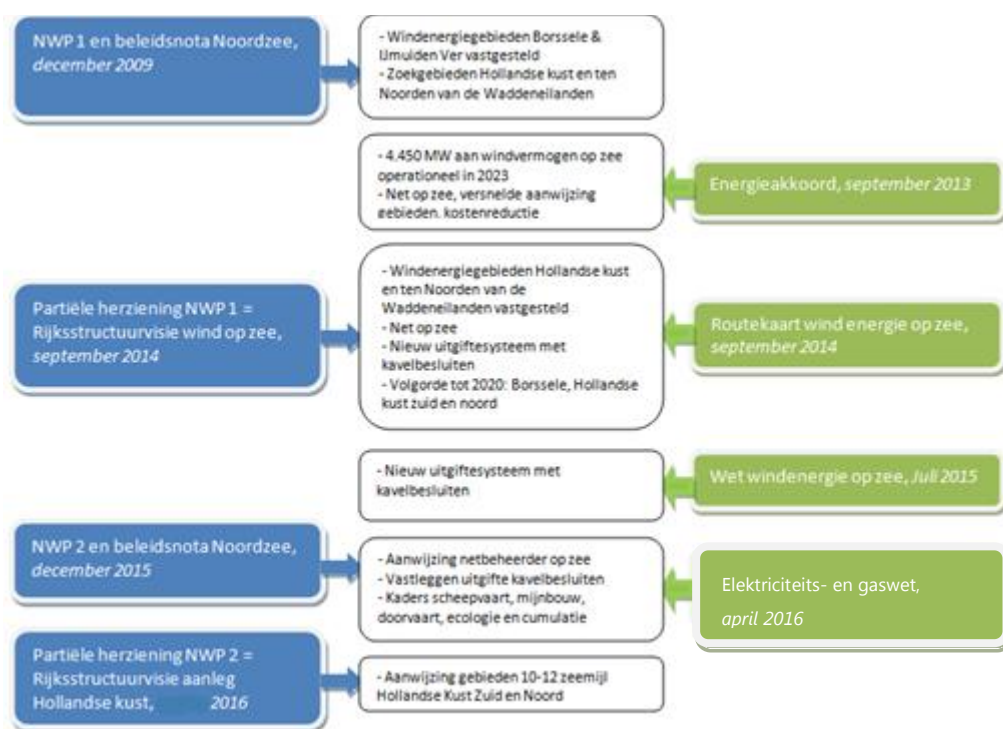 NWP 1 en beleidsnota Noordzee,
december 2009
- Windenergiegebieden Borssele &
IJmuiden Ver vastgesteld
- Zoekgebieden Hollandse kust en ten
Noorden van de Waddeneilanden
- 4.450 MW aan windvermogen op zee
operationeel in 2023
- Net op zee, versnelde aanwijzing
gebieden. kostenreductie
Energieakkoord, september 2013
Partiële herziening NWP 1 =
Rijksstructuurvisie wind op zee,
september 2014
- Windenergiegebieden Hollandse kust
en ten Noorden van de
Waddeneilanden vastgesteld
- Net op zee
- Nieuw uitgiftesysteem met
kavelbesluiten
- Volgorde tot 2020: Borssele, Hollandse
kust zuid en noord
Routekaart wind energie op zee,
september 2014
- Nieuw uitgiftesysteem met
kavelbesluiten
Wet windenergie op zee, Juli 2015
NWP 2 en beleidsnota Noordzee,
december 2015
- Aanwijzing netbeheerder op zee
- Vastleggen uitgifte kavelbesluiten
- Kaders scheepvaart, mijnbouw,
doorvaart, ecologie en cumulatie
Elektriciteits- en gaswet,
april 2016
Partiële herziening NWP 2 =
Rijksstructuurvisie aanleg
Hollandse kust, 2016
- Aanwijzing gebieden 10-12 zeemijl
Hollandse Kust Zuid en Noord